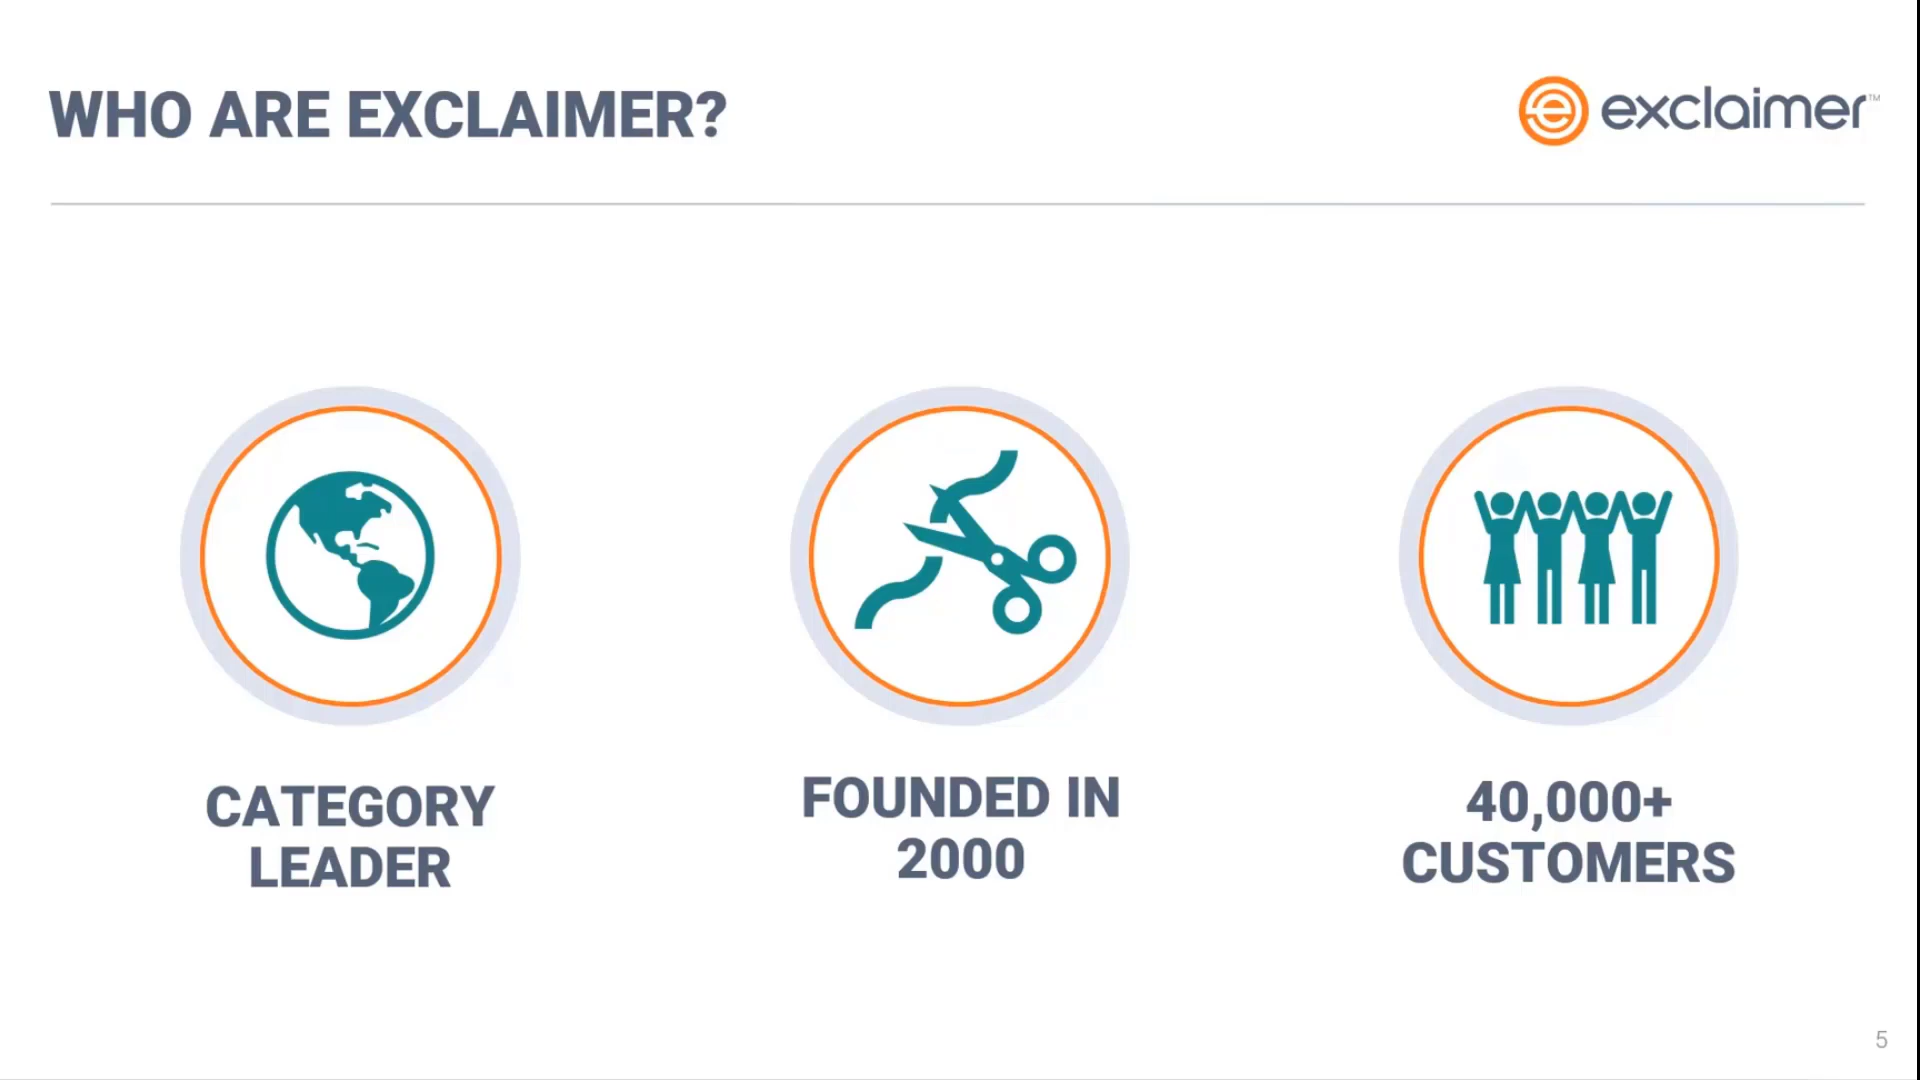 WHO ARE EXCLAIMER?
exclaimer™
CATEGORY
LEADER
FOUNDED IN
2000
40,000+
CUSTOMERS
5